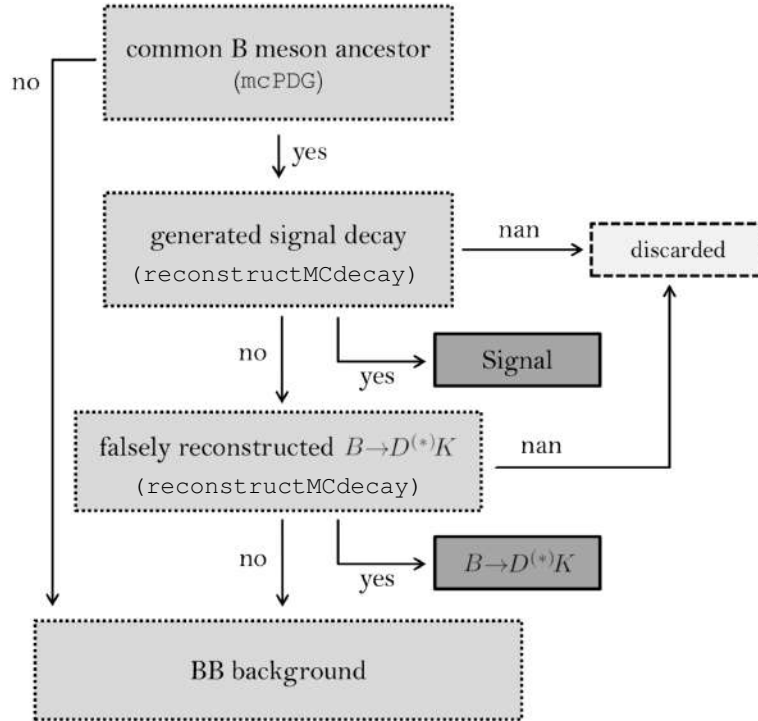 common B meson ancestor
(mcPDG)
no
yes
generated signal decay
(reconstructMCdecay)
nan
discarded
no
yes
Signal
falsely reconstructed B→D(*)K
(reconstructMCdecay)
nan
no
yes
B→D(*)K
BB background